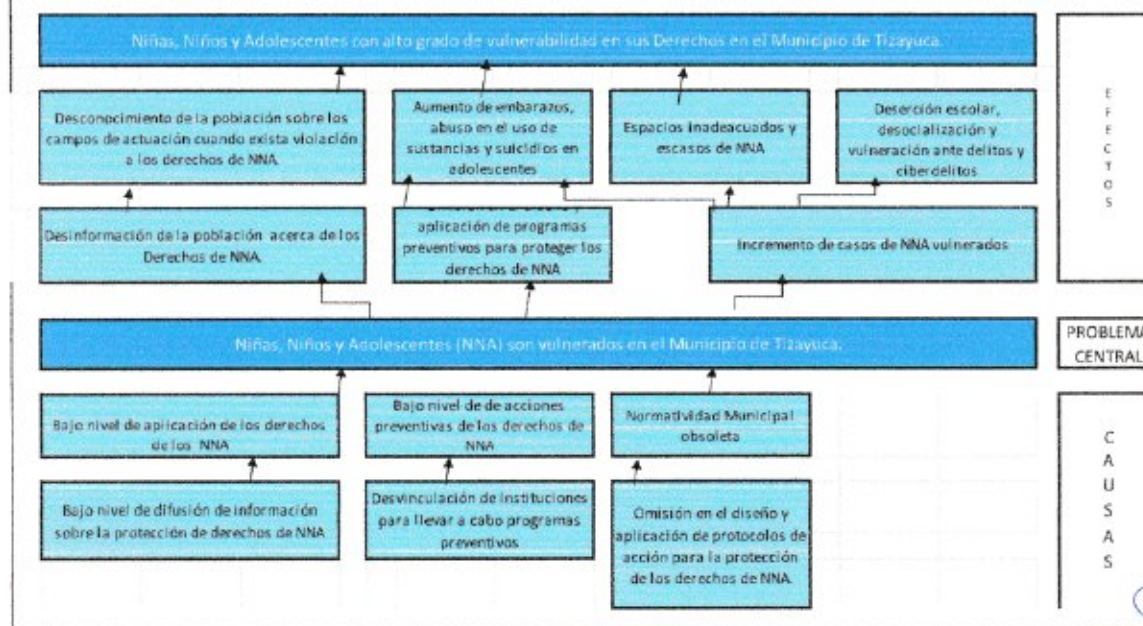 Niñas, Niños y Adolescentes con alto grado de vulnerabilidad en sus Derechos en el Municipio de Tizayuca.
Desconocimiento de la población sobre los
campos de actuación cuando exista violación
a los derechos de NNA.
Aumento de embarazos,
abuso en el uso de
sustancias y suicidios en
adolescentes
Espacios inadeacuados y
escasos de NNA
Deserción escolar,
desocialización y
vulneración ante delitos y
ciberdelitos
EFECTOS
Desinformación de la población acerca de los
Derechos de NNA.
aplicación de programas
preventivos para proteger los
derechos de NNA
Incremento de casos de NNA vulnerados
Niñas, Niños y Adolescentes (NNA) son vulnerados en el Municipio de Tizayuca.
PROBLEMA
CENTRAL
Bajo nivel de aplicación de los derechos
de los NNA
Bajo nivel de de acciones
preventivas de los derechos de
NNA
Normatividad Municipal
obsoleta
CAUSAS
Bajo nivel de difusión de información
sobre la protección de derechos de NNA
Desvinculación de Instituciones
para llevar a cabo programas
preventivos
Omisión en el diseño y
aplicación de protocolos de
acción para la protección
de los derechos de NNA.